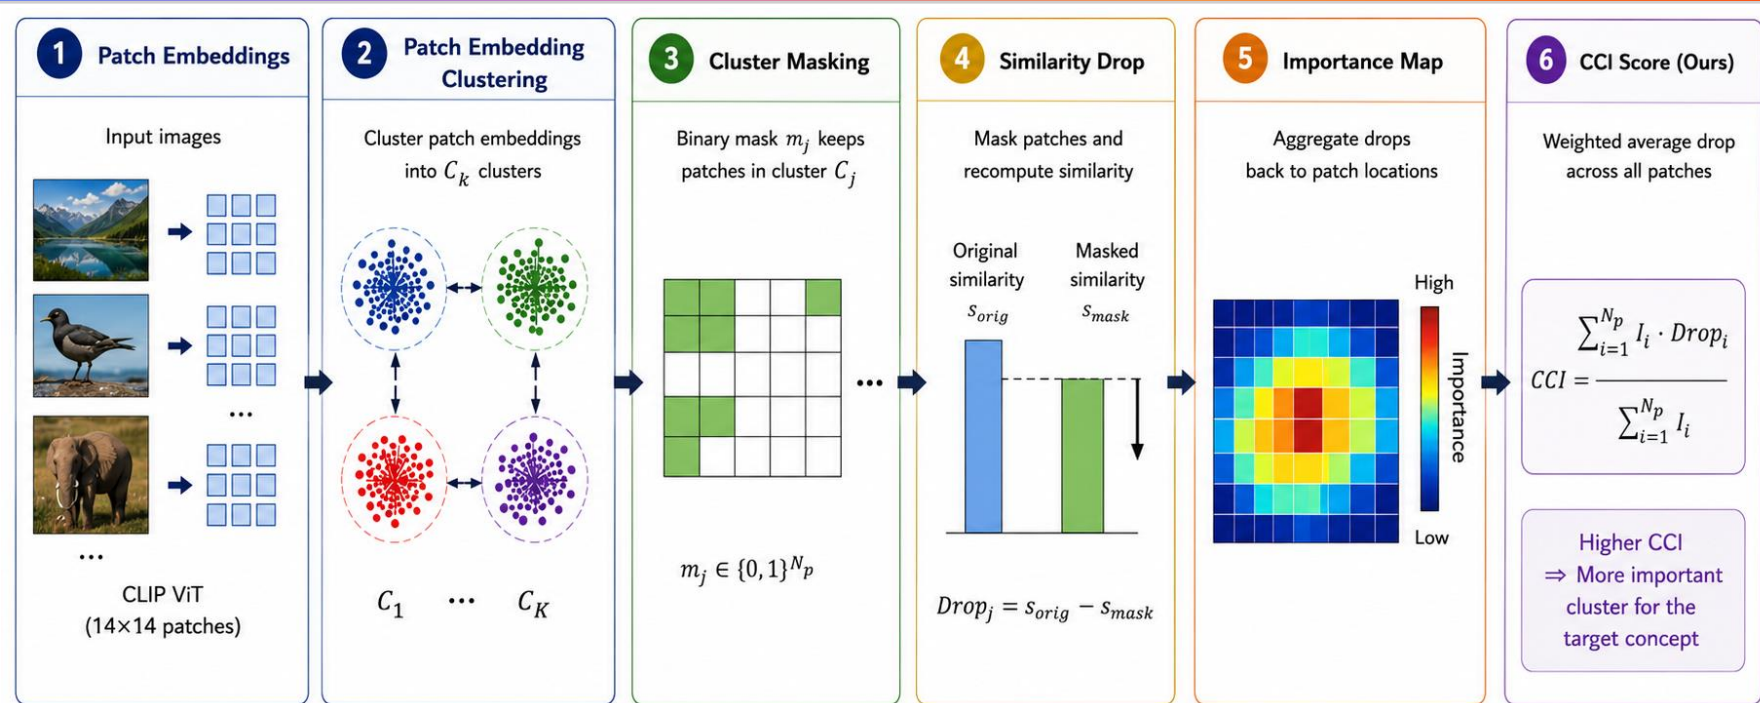 1 Patch Embeddings
Input images
...
...
CLIP ViT
(14×14 patches)
2 Patch Embedding
Clustering
Cluster patch embeddings
into C_k clusters
C_1 ... C_K
3 Cluster Masking
Binary mask m_j keeps
patches in cluster C_j
...
m_j ∈ {0, 1}^{N_p}
4 Similarity Drop
Mask patches and
recompute similarity
Original
similarity
s_orig
Masked
similarity
s_mask
Drop_j = s_orig − s_mask
5 Importance Map
Aggregate drops
back to patch locations
High
Importance
Low
6 CCI Score (Ours)
Weighted average drop
across all patches
CCI = ∑_{i=1}^{N_p} I_i · Drop_i / ∑_{i=1}^{N_p} I_i
Higher CCI
⇒ More important
cluster for the
target concept